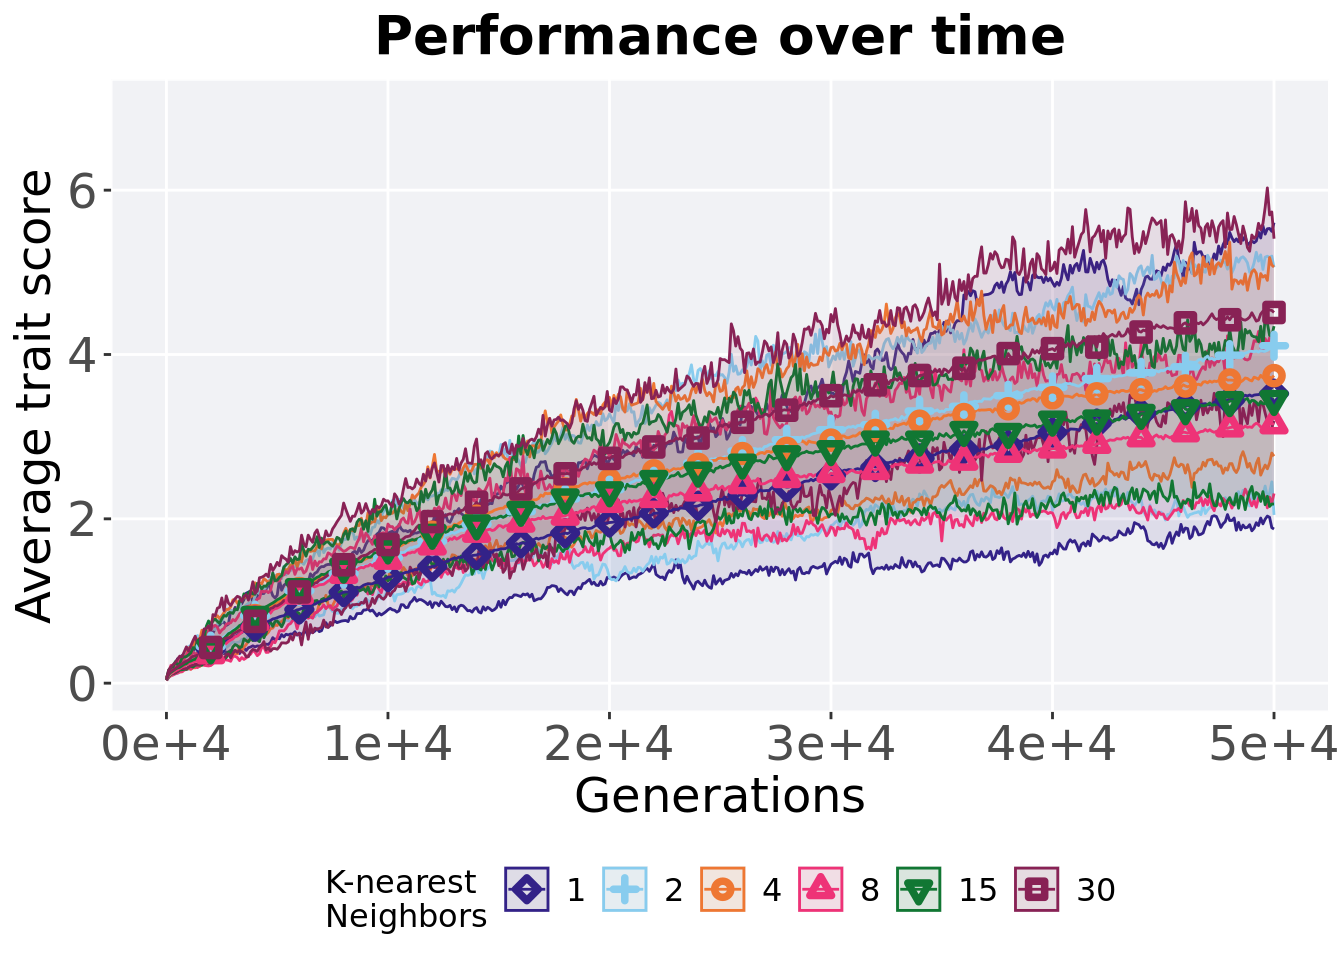 Performance over time
Average trait score
6
4
2
0
0e+4 1e+4 2e+4 3e+4 4e+4 5e+4
Generations
K-nearest
Neighbors
1 2 4 8 15 30